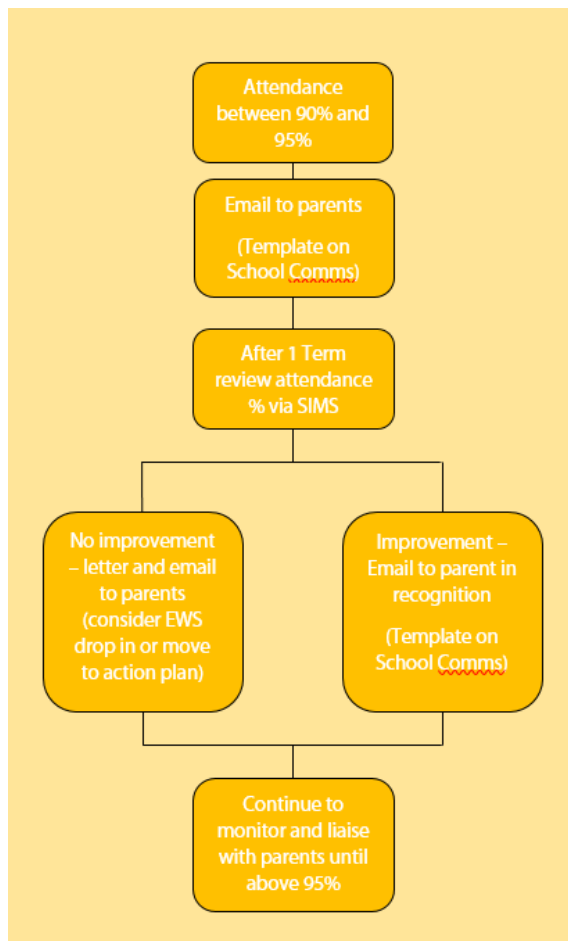 Attendance
between 90% and
95%
Email to parents
(Template on
School Comms)
After 1 Term
review attendance
% via SIMS
No improvement
– letter and email
to parents
(consider EWS
drop in or move
to action plan)
Improvement –
Email to parent in
recognition
(Template on
School Comms)
Continue to
monitor and liaise
with parents until
above 95%